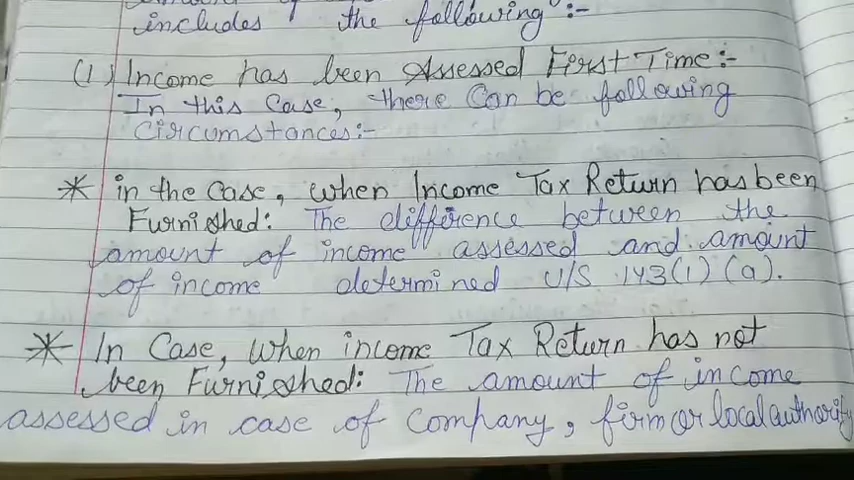 includes the following :-
(1) Income has been Assessed First Time:-
In this Case, there Can be following
Circumstances:-
* in the Case, when Income Tax Return has been
Furnished: The difference between the
amount of income assessed and amount
of income determined U/S 143(1)(a).
* In Case, when income Tax Return has not
been Furnished: The amount of income
assessed in case of Company, firm or local authority